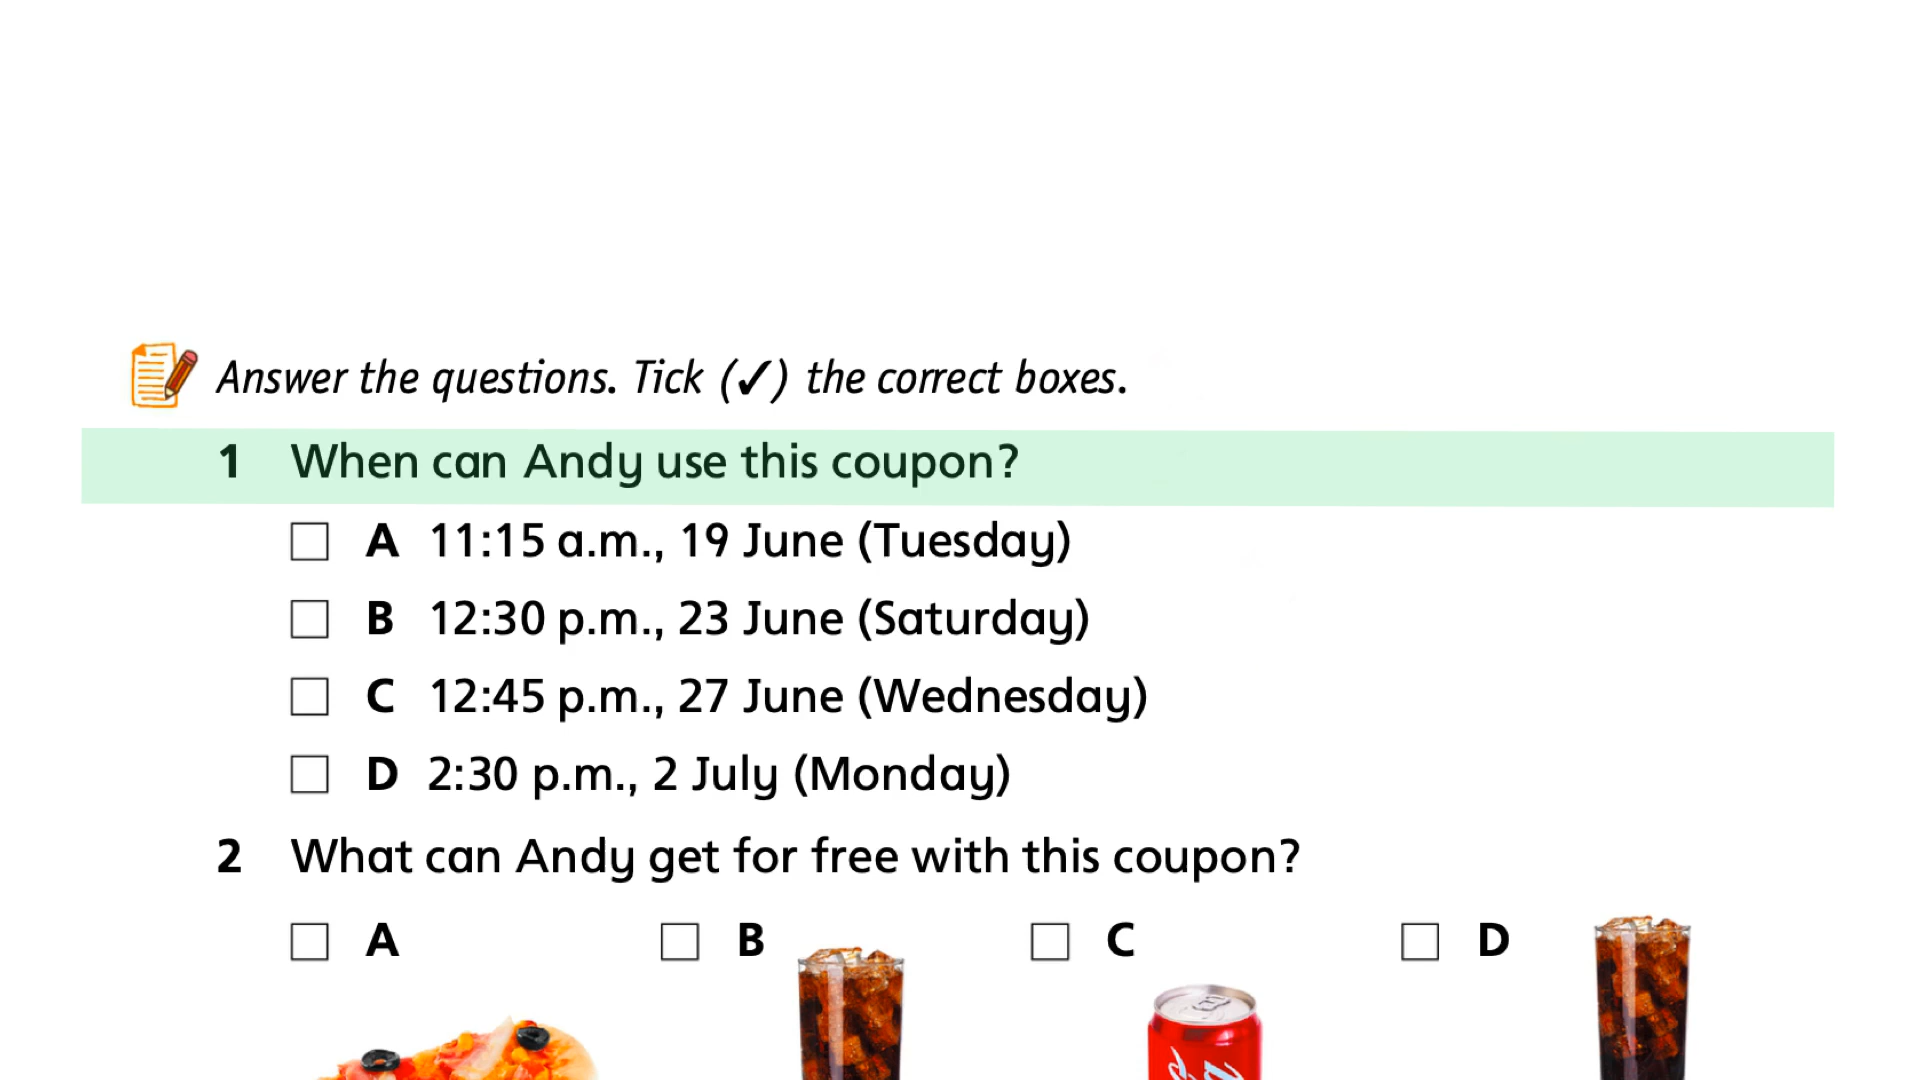 Answer the questions. Tick (✓) the correct boxes.
1 When can Andy use this coupon?
A 11:15 a.m., 19 June (Tuesday)
B 12:30 p.m., 23 June (Saturday)
C 12:45 p.m., 27 June (Wednesday)
D 2:30 p.m., 2 July (Monday)
2 What can Andy get for free with this coupon?
A B C D